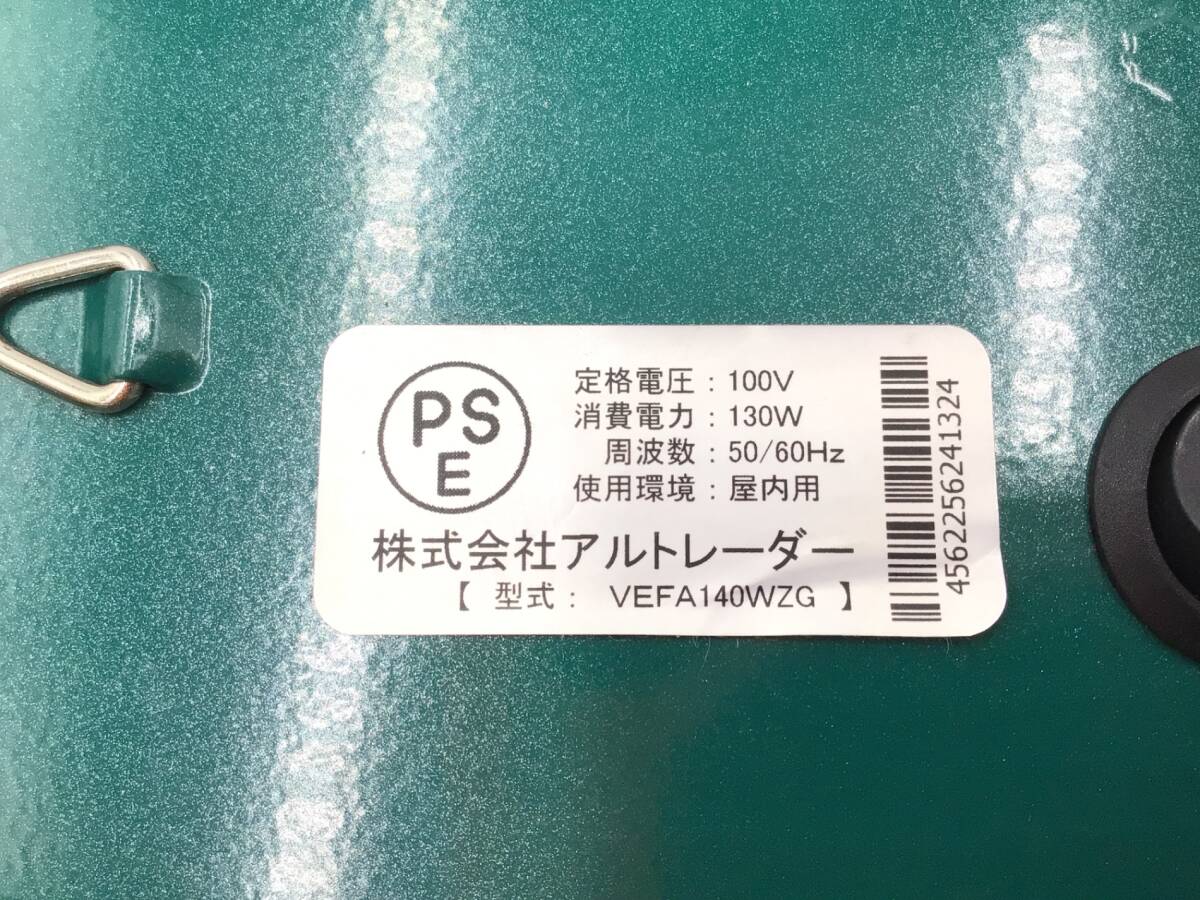 PS
E
定格電圧：100V
消費電力：130W
周波数：50/60Hz
使用環境：屋内用
株式会社アルトレーダー
【 型式： VEFA140WZG 】
4562256241324